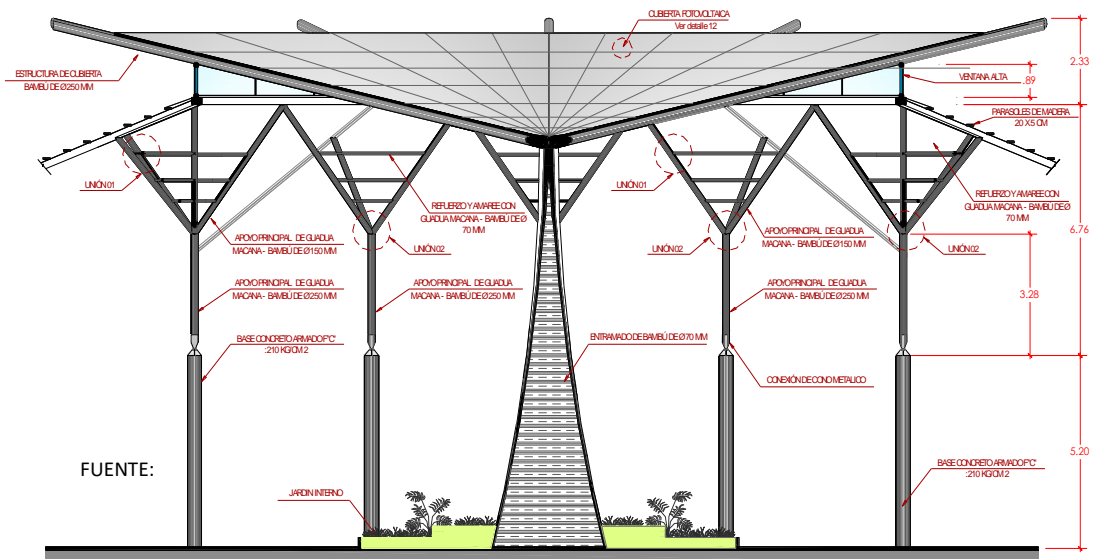 CUBIERTA FOTOVOLTAICA
Ver detalle 12
ESTRUCTURA DE CUBIERTA
BAMBÚ DE Ø250 MM
VENTANA ALTA
.89
2.33
PARASOLES DE MADERA
20 X 5 CM
UNIÓN 01
UNIÓN 01
REFUERZO Y AMARRE CON
GUADUA MACANA - BAMBÚ DE Ø
70 MM
REFUERZO Y AMARRE CON
GUADUA MACANA - BAMBÚ DE Ø
70 MM
APOYO PRINCIPAL DE GUADUA
MACANA - BAMBÚ DE Ø150 MM
UNIÓN 02
UNIÓN 02
APOYO PRINCIPAL DE GUADUA
MACANA - BAMBÚ DE Ø150 MM
UNIÓN 02
6.76
APOYO PRINCIPAL DE GUADUA
MACANA - BAMBÚ DE Ø250 MM
APOYO PRINCIPAL DE GUADUA
MACANA - BAMBÚ DE Ø250 MM
APOYO PRINCIPAL DE GUADUA
MACANA - BAMBÚ DE Ø250 MM
3.28
BASE CONCRETO ARMADO F'C'
:210 KG/CM2
ENTRAMADO DE BAMBÚ DE Ø70 MM
CONEXIÓN DE CONO METALICO
FUENTE:
JARDIN INTERNO
BASE CONCRETO ARMADO F'C'
:210 KG/CM2
5.20